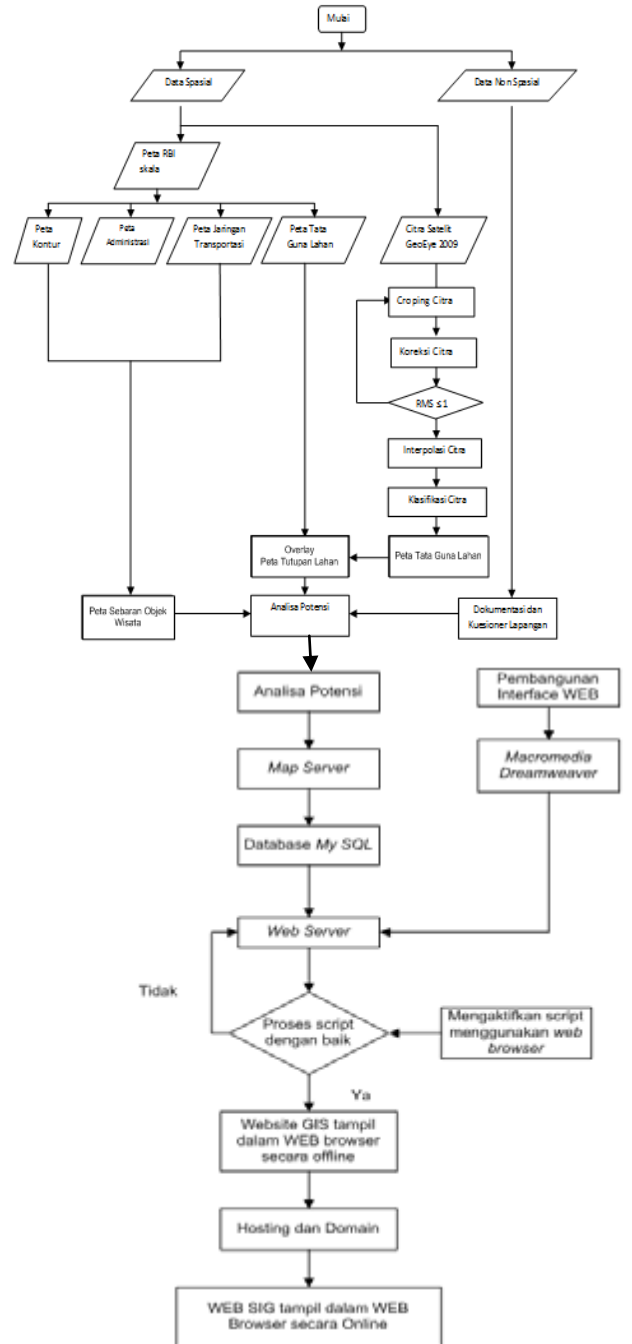 Mulai
Data Spasial
Data Non Spasial
Peta RBI
skala
Peta
Kontur
Peta
Administrasi
Peta Jaringan
Transportasi
Peta Tata
Guna Lahan
Citra Satelit
GeoEye 2009
Croping Citra
Koreksi Citra
RMS ≤1
Interpolasi Citra
Klasifikasi Citra
Overlay
Peta Tutupan Lahan
Peta Tata Guna Lahan
Peta Sebaran Objek
Wisata
Analisa Potensi
Dokumentasi dan
Kuesioner Lapangan
Analisa Potensi
Pembangunan
Interface WEB
Map Server
Macromedia
Dreamweaver
Database My SQL
Web Server
Tidak
Proses script
dengan baik
Mengaktifkan script
menggunakan web
browser
Ya
Website GIS tampil
dalam WEB browser
secara offline
Hosting dan Domain
WEB SIG tampil dalam WEB
Browser secara Online